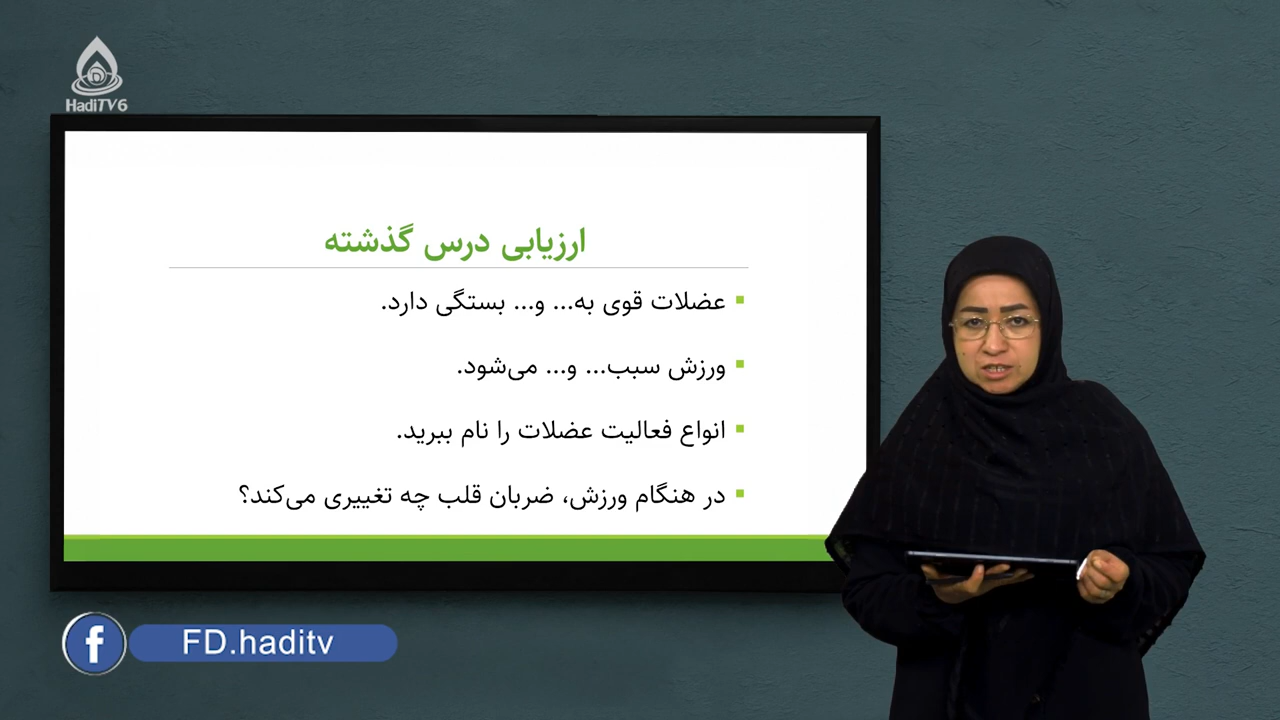 HadiTV6
ارزیابی درس گذشته
عضلات قوی به... و... بستگی دارد.
ورزش سبب... و... می‌شود.
انواع فعالیت عضلات را نام ببرید.
در هنگام ورزش، ضربان قلب چه تغییری می‌کند؟
f FD.haditv